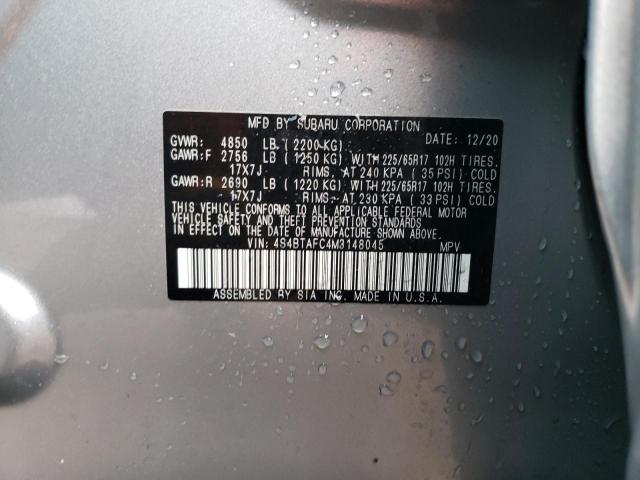 MFD BY SUBARU CORPORATION DATE: 12/20
GVWR: 4850 LB (2200 KG)
GAWR:F 2756 LB (1250 KG) WITH 225/65R17 102H TIRES.
17X7J RIMS, AT 240 KPA (35 PSI) COLD
GAWR:R 2690 LB (1220 KG) WITH 225/65R17 102H TIRES.
17X7J RIMS, AT 230 KPA (33 PSI) COLD
THIS VEHICLE CONFORMS TO ALL APPLICABLE FEDERAL MOTOR
VEHICLE SAFETY AND THEFT PREVENTION STANDARDS
IN EFFECT ON THE DATE OF MANUFACTURE SHOWN ABOVE.
VIN: 4S4BTAFC4M3148045 MPV
ASSEMBLED BY SIA INC. MADE IN U.S.A.